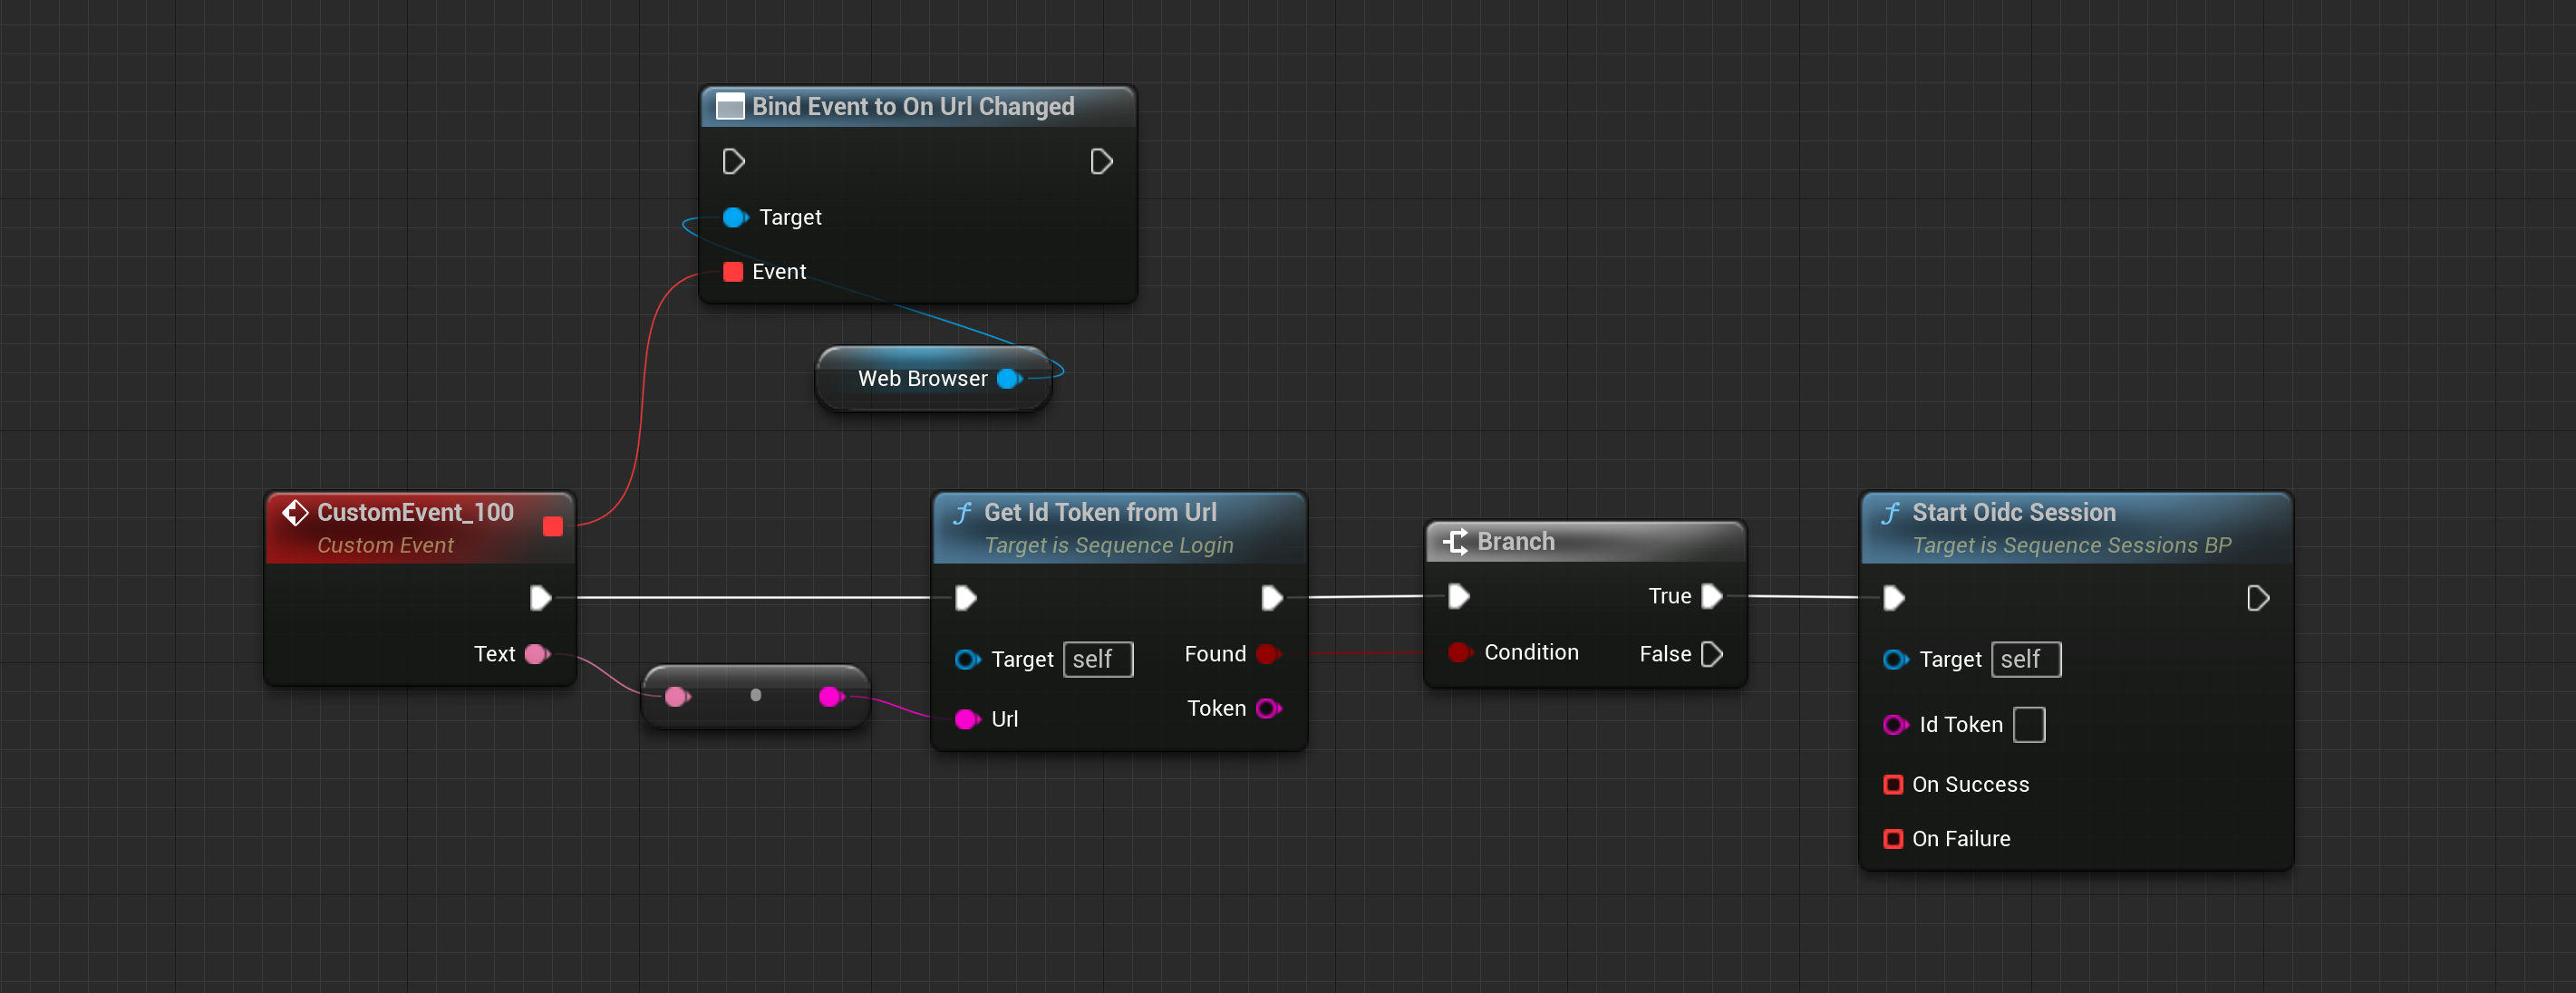 Bind Event to On Url Changed
Target
Event
Web Browser
CustomEvent_100
Custom Event
Text
Get Id Token from Url
Target is Sequence Login
Target self
Found
Url
Token
Branch
True
Condition
False
Start Oidc Session
Target is Sequence Sessions BP
Target self
Id Token
On Success
On Failure